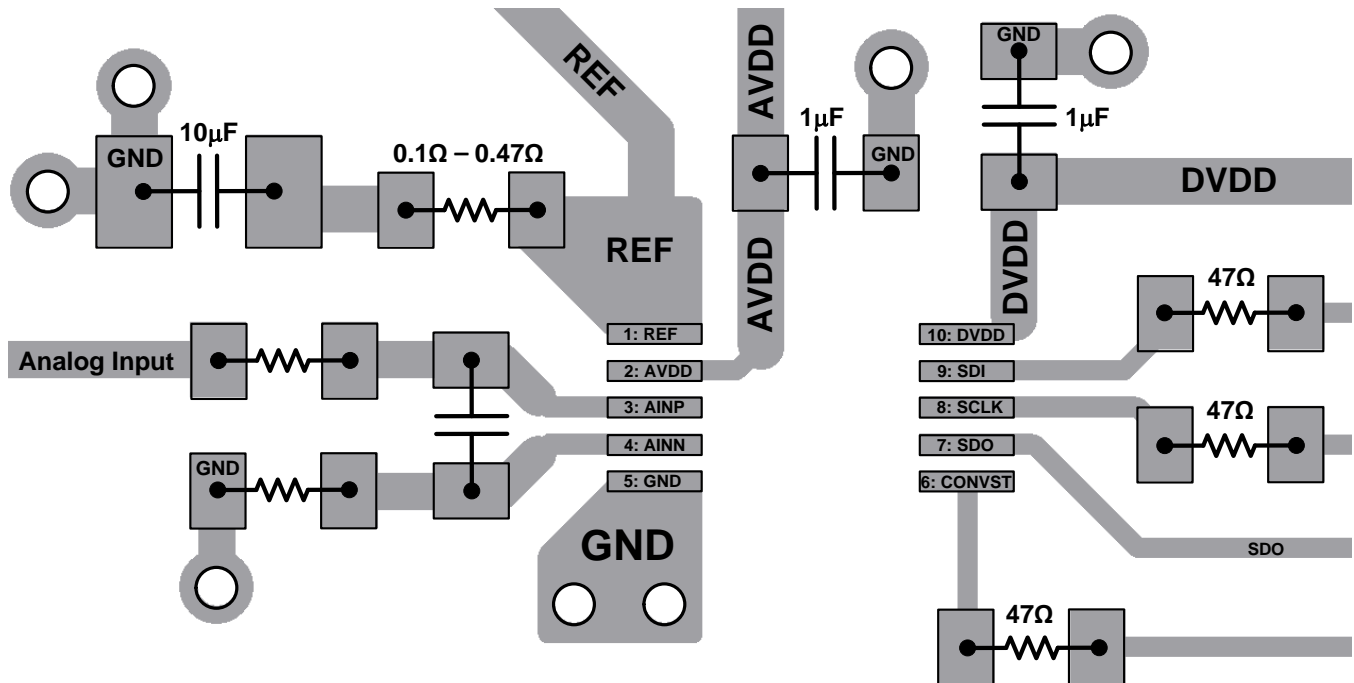 REF
AVDD
GND
10μF
GND
0.1Ω – 0.47Ω
1μF
GND
1μF
DVDD
REF
AVDD
DVDD
47Ω
1: REF
10: DVDD
Analog Input
2: AVDD
9: SDI
3: AINP
8: SCLK
47Ω
4: AINN
7: SDO
GND
5: GND
6: CONVST
GND
SDO
47Ω